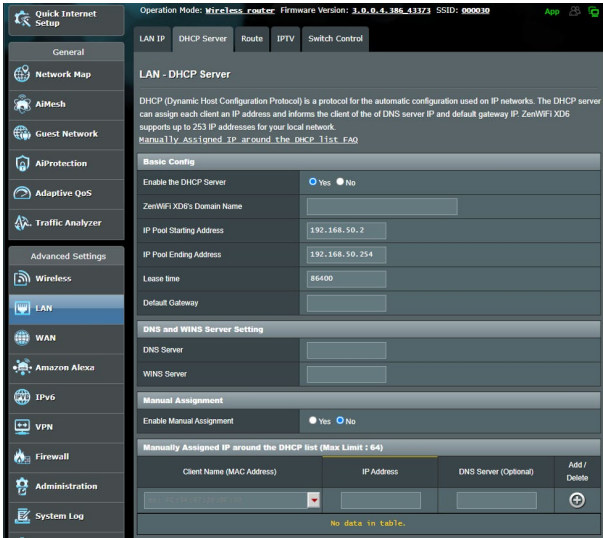 Quick Internet
Setup
General
Network Map
AiMesh
Guest Network
AiProtection
Adaptive QoS
Traffic Analyzer
Advanced Settings
Wireless
LAN
WAN
Amazon Alexa
IPv6
VPN
Firewall
Administration
System Log
Operation Mode: Wireless router Firmware Version: 3.0.0.4.386_43373 SSID: 000030 App
LAN IP DHCP Server Route IPTV Switch Control
LAN - DHCP Server
DHCP (Dynamic Host Configuration Protocol) is a protocol for the automatic configuration used on IP networks. The DHCP server
can assign each client an IP address and informs the client of the of DNS server IP and default gateway IP. ZenWiFi XD6
supports up to 253 IP addresses for your local network.
Manually Assigned IP around the DHCP list FAQ
Basic Config
Enable the DHCP Server Yes No
ZenWiFi XD6's Domain Name
IP Pool Starting Address 192.168.50.2
IP Pool Ending Address 192.168.50.254
Lease time 86400
Default Gateway
DNS and WINS Server Setting
DNS Server
WINS Server
Manual Assignment
Enable Manual Assignment Yes No
Manually Assigned IP around the DHCP list (Max Limit : 64)
Client Name (MAC Address) IP Address DNS Server (Optional) Add /
Delete
No data in table.